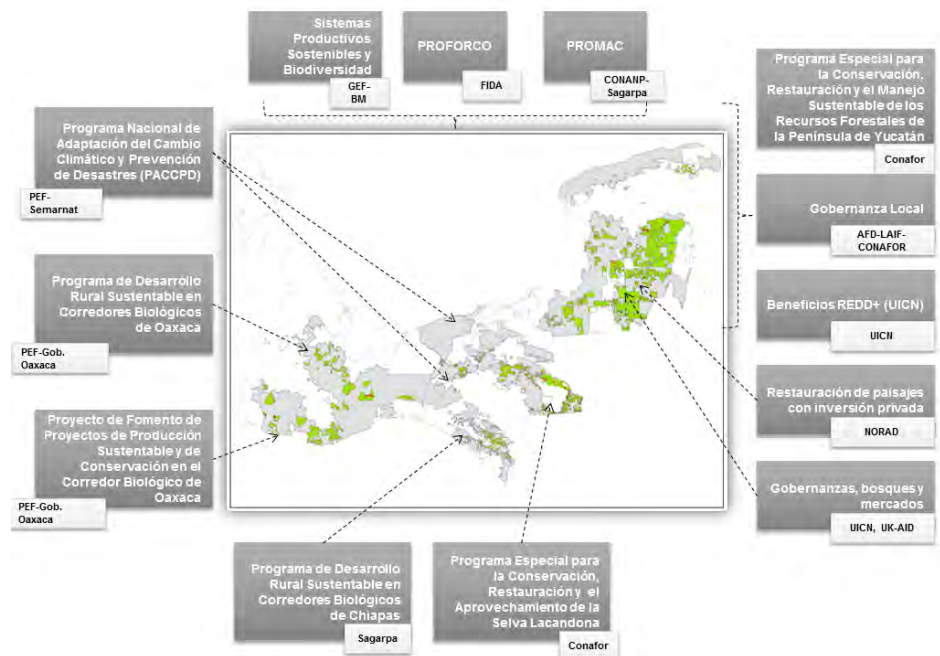 Sistemas
Productivos
Sostenibles y
Biodiversidad
GEF-
BM
PROFORCO
FIDA
PROMAC
CONANP-
Sagarpa
Programa Especial para
la Conservación,
Restauración y el Manejo
Sustentable de los
Recursos Forestales de
la Península de Yucatán
Conafor
Programa Nacional de
Adaptación del Cambio
Climático y Prevención
de Desastres (PACCPD)
PEF-
Semarnat
Gobernanza Local
AFD-LAIF-
CONAFOR
Programa de Desarrollo
Rural Sustentable en
Corredores Biológicos
de Oaxaca
PEF-Gob.
Oaxaca
Beneficios REDD+ (UICN)
UICN
Restauración de paisajes
con inversión privada
NORAD
Proyecto de Fomento de
Proyectos de Producción
Sustentable y de
Conservación en el
Corredor Biológico de
Oaxaca
PEF-Gob.
Oaxaca
Gobernanzas, bosques y
mercados
UICN, UK-AID
Programa de Desarrollo
Rural Sustentable en
Corredores Biológicos
de Chiapas
Sagarpa
Programa Especial para
la Conservación,
Restauración y el
Aprovechamiento de la
Selva Lacandona
Conafor